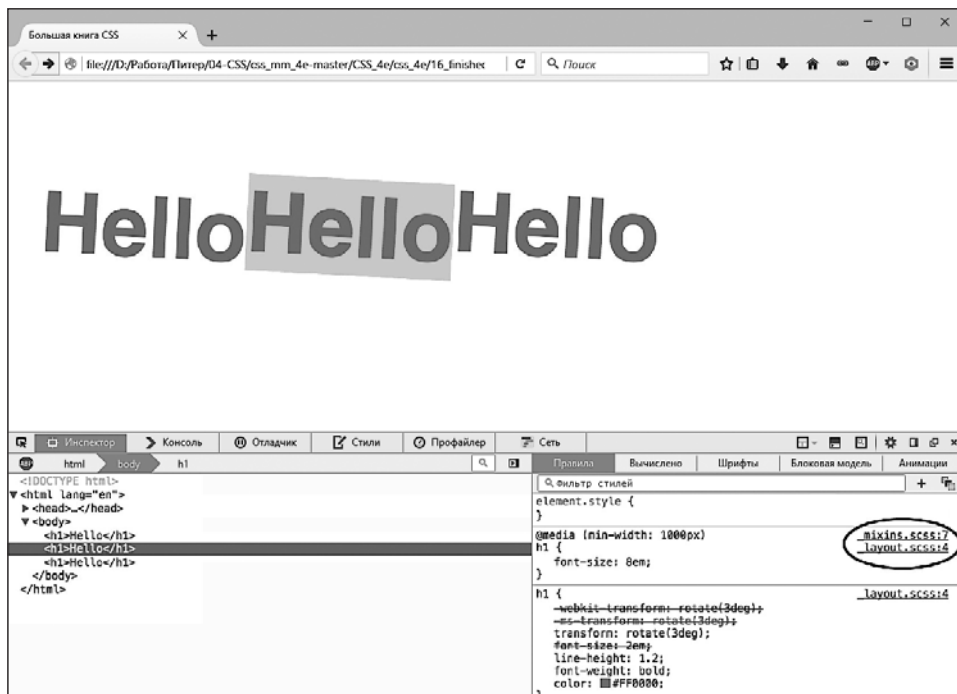 Большая книга CSS
file:///D:/Работа/Питер/04-CSS/css_mm_4e-master/CSS_4e/css_4e/16_finished
Поиск
HelloHelloHello
Инспектор Консоль Отладчик Стили Профайлер Сеть
html body h1
Правила Вычислено Шрифты Блоковая модель Анимации
<!DOCTYPE html>
<html lang="en">
<head>…</head>
<body>
<h1>Hello</h1>
<h1>Hello</h1>
<h1>Hello</h1>
</body>
</html>
Фильтр стилей
element.style {
}
@media (min-width: 1000px) _mixins.scss:7
h1 { _layout.scss:4
font-size: 8em;
}
h1 { _layout.scss:4
-webkit-transform: rotate(3deg);
-ms-transform: rotate(3deg);
transform: rotate(3deg);
font-size: 2em;
line-height: 1.2;
font-weight: bold;
color: #FF0000;